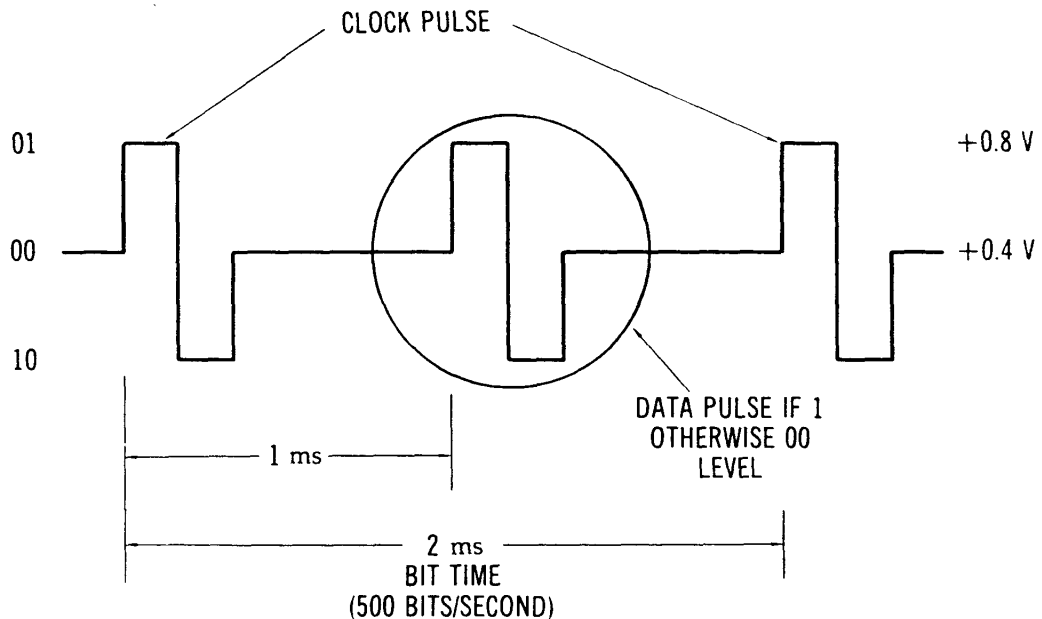 CLOCK PULSE
01
+0.8 V
00
+0.4 V
10
DATA PULSE IF 1
OTHERWISE 00
LEVEL
1 ms
2 ms
BIT TIME
(500 BITS/SECOND)